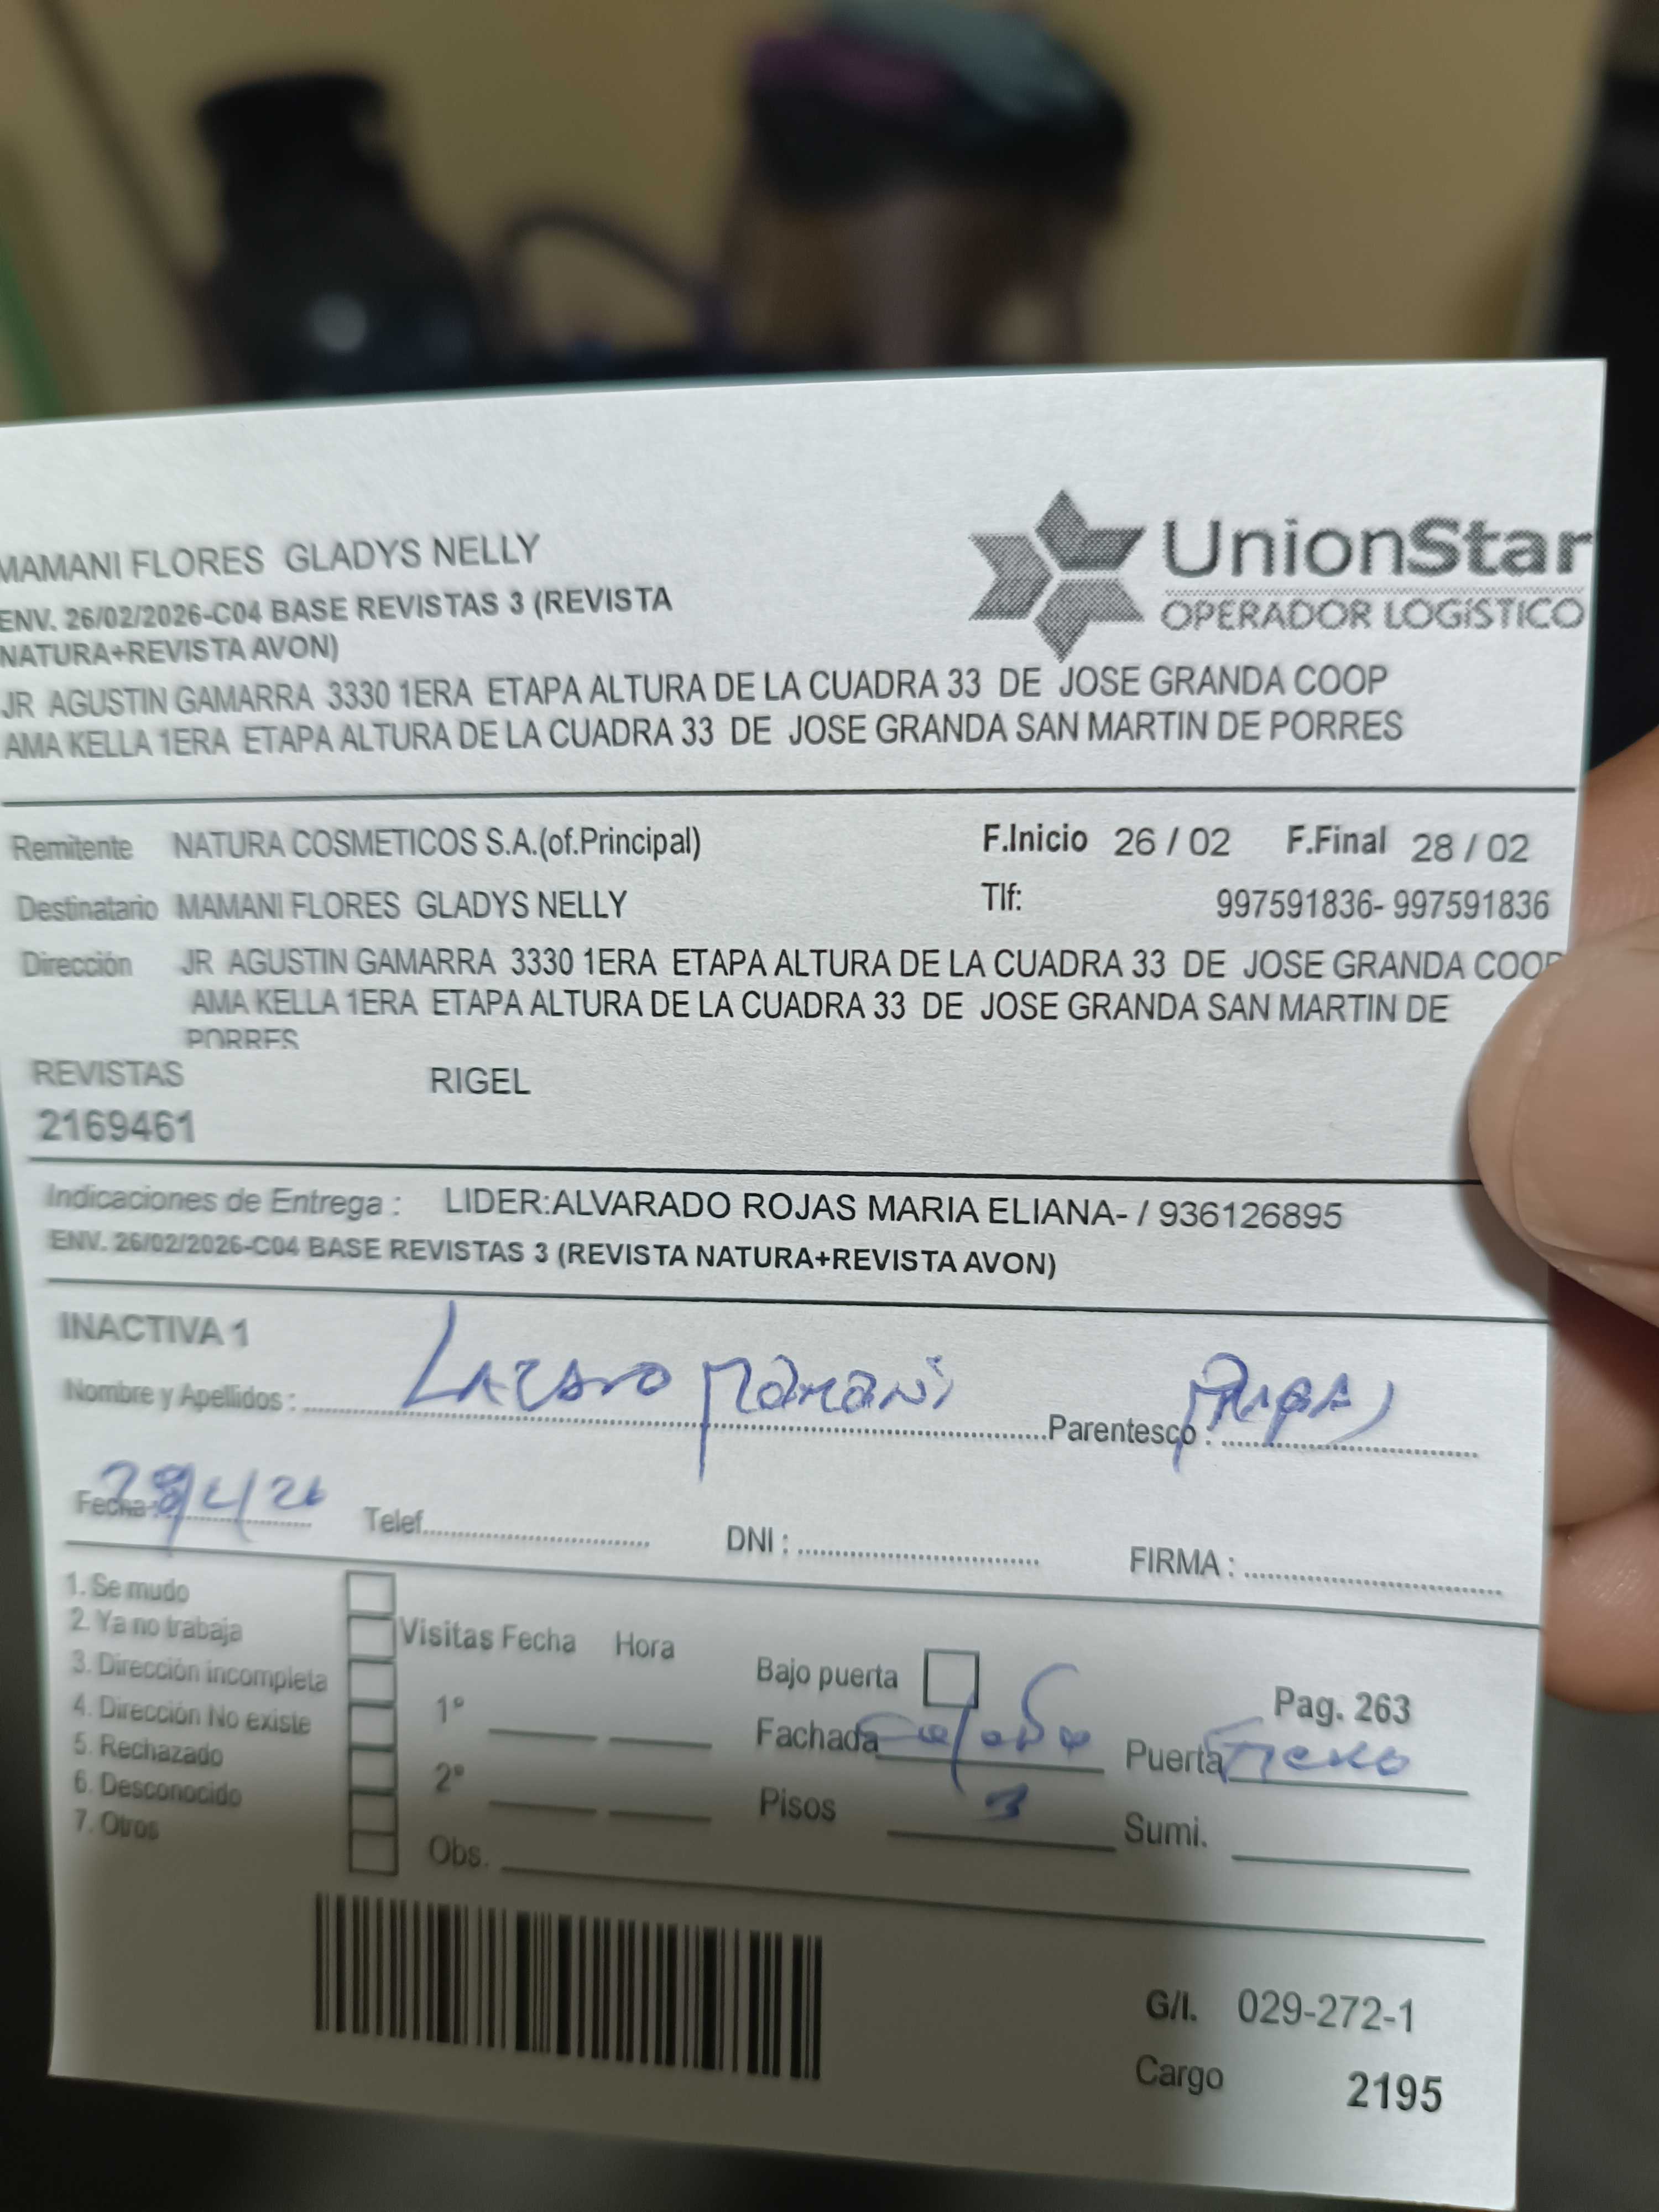 MAMANI FLORES GLADYS NELLY
ENV. 26/02/2026-C04 BASE REVISTAS 3 (REVISTA
NATURA+REVISTA AVON)
UnionStar
OPERADOR LOGÍSTICO
JR AGUSTIN GAMARRA 3330 1ERA ETAPA ALTURA DE LA CUADRA 33 DE JOSE GRANDA COOP
AMA KELLA 1ERA ETAPA ALTURA DE LA CUADRA 33 DE JOSE GRANDA SAN MARTIN DE PORRES
Remitente NATURA COSMETICOS S.A.(of.Principal) F.Inicio 26 / 02 F.Final 28 / 02
Destinatario MAMANI FLORES GLADYS NELLY Tlf: 997591836- 997591836
Dirección JR AGUSTIN GAMARRA 3330 1ERA ETAPA ALTURA DE LA CUADRA 33 DE JOSE GRANDA COOP
AMA KELLA 1ERA ETAPA ALTURA DE LA CUADRA 33 DE JOSE GRANDA SAN MARTIN DE
PORRES
REVISTAS RIGEL
2169461
Indicaciones de Entrega : LIDER:ALVARADO ROJAS MARIA ELIANA- / 936126895
ENV. 26/02/2026-C04 BASE REVISTAS 3 (REVISTA NATURA+REVISTA AVON)
INACTIVA 1
Nombre y Apellidos : Lazaro Mamani Parentesco : (PAPA)
Fecha : Telef. DNI : FIRMA :
1. Se mudo
2. Ya no trabaja
3. Dirección incompleta
4. Dirección No existe
5. Rechazado
6. Desconocido
7. Otros
Visitas Fecha Hora
1°
2°
Obs.
Bajo puerta Pag. 263
Fachada Puerta Fierro
Pisos 3 Sumi.
G/I. 029-272-1
Cargo 2195